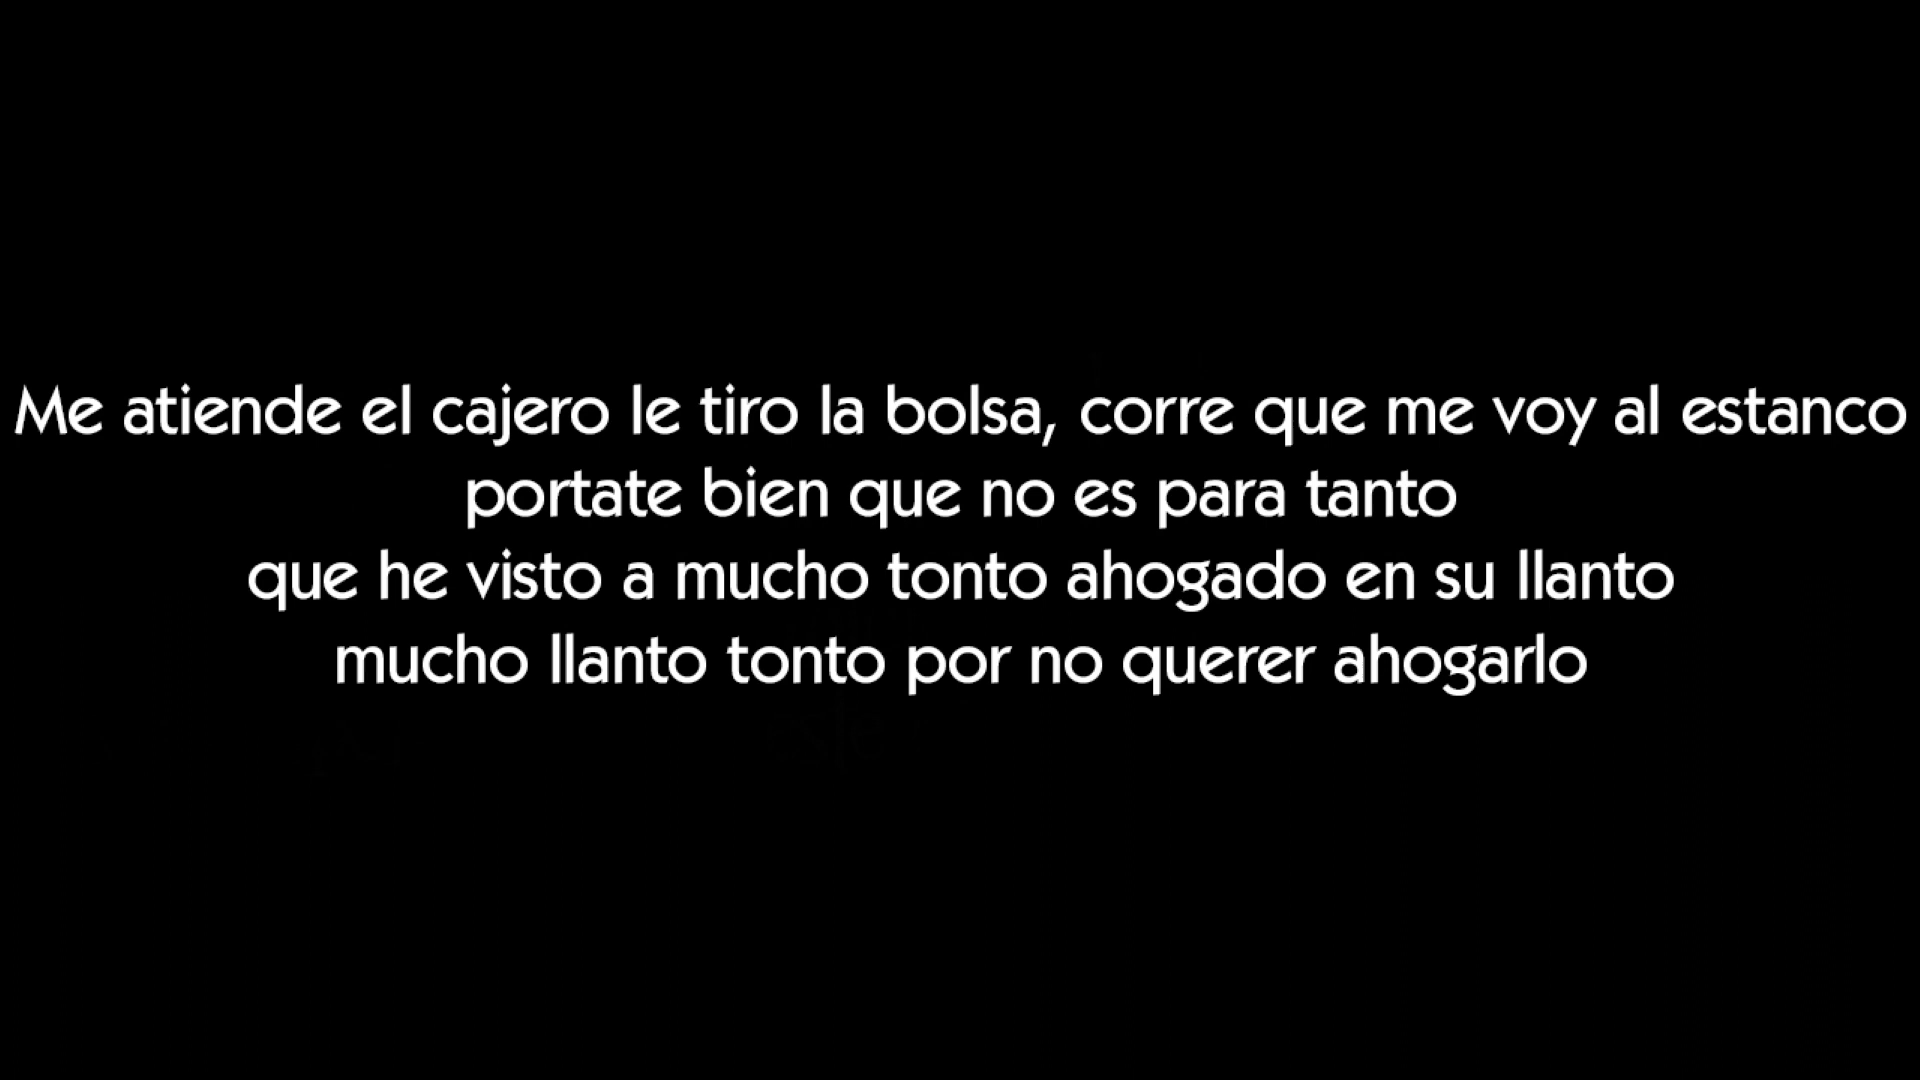 Me atiende el cajero le tiro la bolsa, corre que me voy al estanco
portate bien que no es para tanto
que he visto a mucho tonto ahogado en su llanto
mucho llanto tonto por no querer ahogarlo